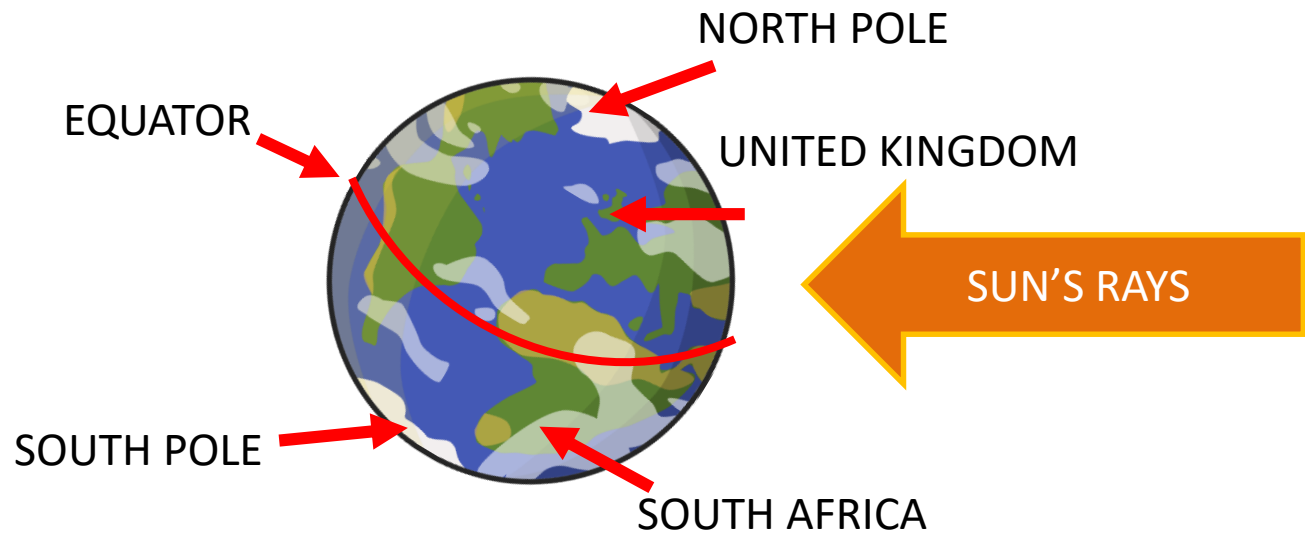 NORTH POLE
EQUATOR
UNITED KINGDOM
SUN’S RAYS
SOUTH POLE
SOUTH AFRICA